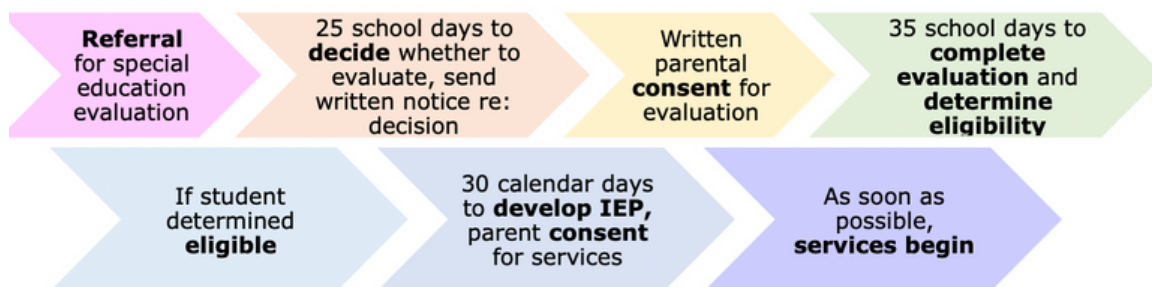 Referral
for special
education
evaluation
25 school days to
decide whether to
evaluate, send
written notice re:
decision
Written
parental
consent for
evaluation
35 school days to
complete
evaluation and
determine
eligibility
If student
determined
eligible
30 calendar days
to develop IEP,
parent consent
for services
As soon as
possible,
services begin